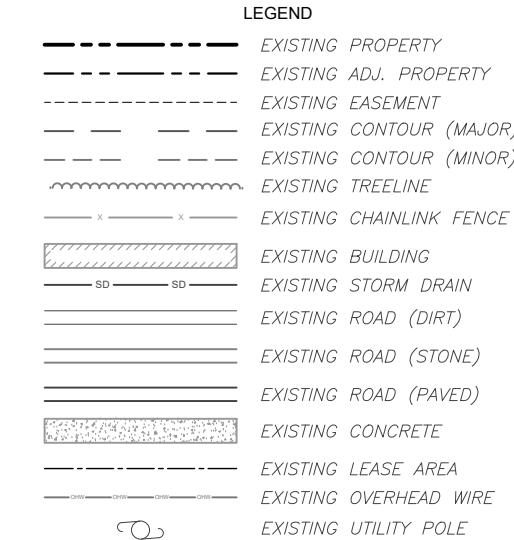 LEGEND
EXISTING PROPERTY
EXISTING ADJ. PROPERTY
EXISTING EASEMENT
EXISTING CONTOUR (MAJOR)
EXISTING CONTOUR (MINOR)
EXISTING TREELINE
X X EXISTING CHAINLINK FENCE
EXISTING BUILDING
SD SD EXISTING STORM DRAIN
EXISTING ROAD (DIRT)
EXISTING ROAD (STONE)
EXISTING ROAD (PAVED)
EXISTING CONCRETE
EXISTING LEASE AREA
OHW OHW OHW OHW EXISTING OVERHEAD WIRE
EXISTING UTILITY POLE